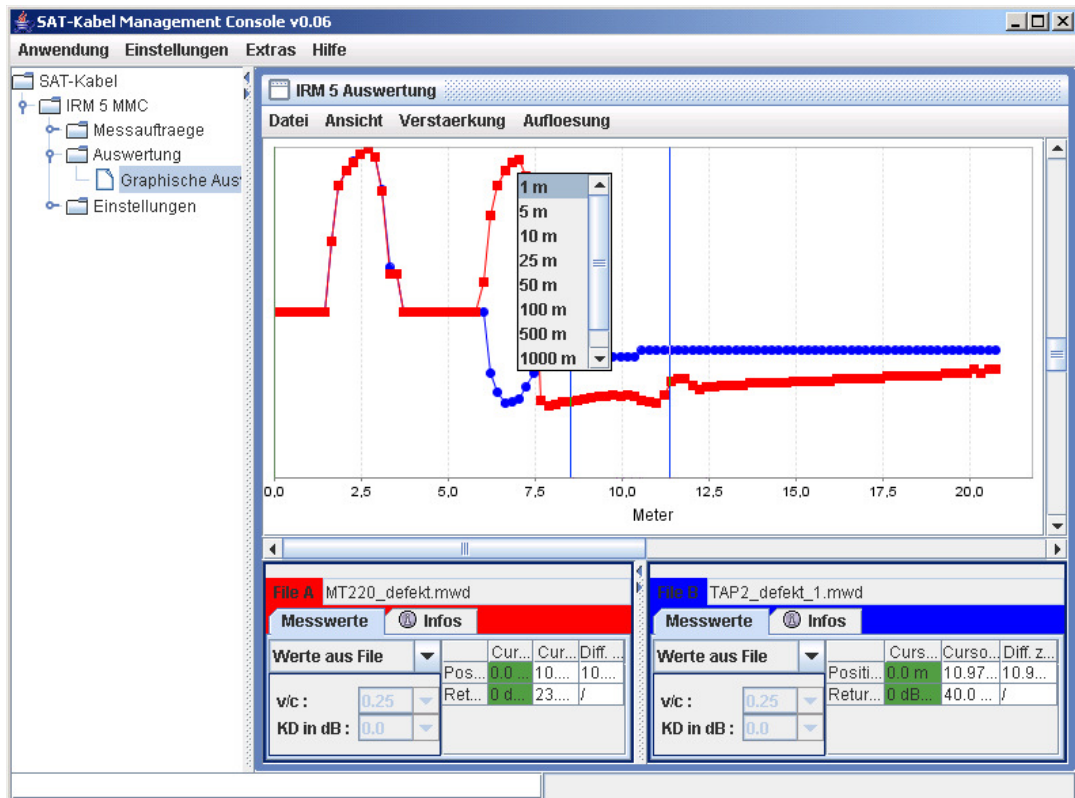 SAT-Kabel Management Console v0.06
Anwendung Einstellungen Extras Hilfe
SAT-Kabel
IRM 5 MMC
Messauftraege
Auswertung
Graphische Aus
Einstellungen
IRM 5 Auswertung
Datei Ansicht Verstaerkung Aufloesung
1 m
5 m
10 m
25 m
50 m
100 m
500 m
1000 m
0,0 2,5 5,0 7,5 10,0 12,5 15,0 17,5 20,0
Meter
File A MT220_defekt.mwd
Messwerte Infos
Werte aus File
Cur... Cur... Diff. ...
Pos... 0.0 ... 10.... 10....
Ret... 0 d... 23.... /
v/c : 0.25
KD in dB : 0.0
File B TAP2_defekt_1.mwd
Messwerte Infos
Werte aus File
Curs... Curso... Diff. z...
Positi... 0.0 m 10.97... 10.9...
Retur... 0 dB... 40.0 ... /
v/c : 0.25
KD in dB : 0.0